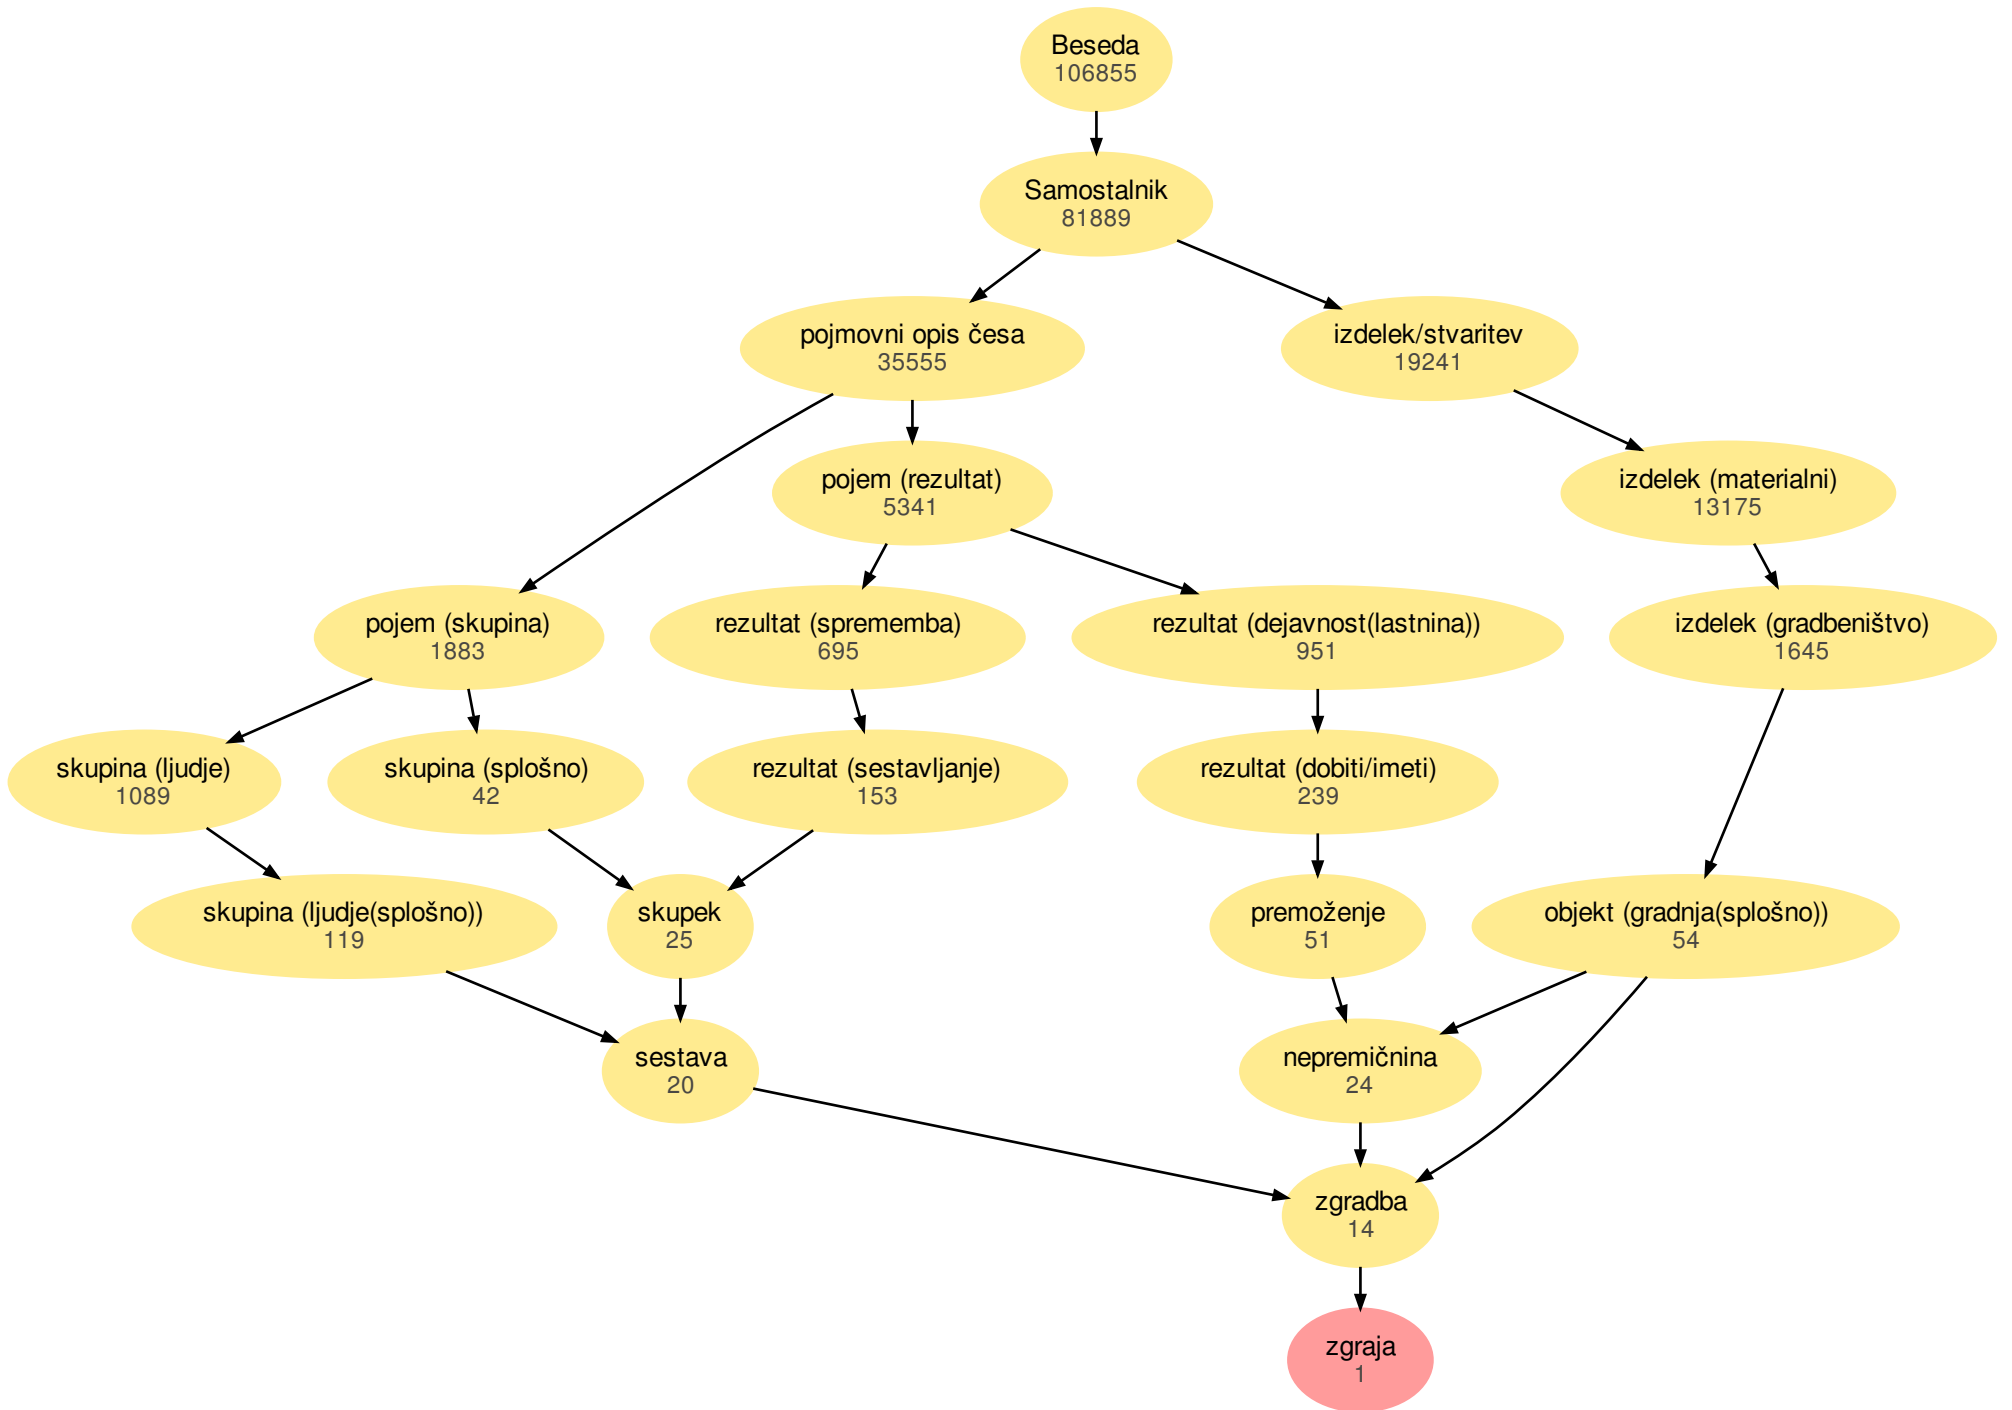 Beseda
106855
Samostalnik
81889
pojmovni opis česa
35555
izdelek/stvaritev
19241
pojem (rezultat)
5341
izdelek (materialni)
13175
pojem (skupina)
1883
rezultat (sprememba)
695
rezultat (dejavnost(lastnina))
951
izdelek (gradbeništvo)
1645
skupina (ljudje)
1089
skupina (splošno)
42
rezultat (sestavljanje)
153
rezultat (dobiti/imeti)
239
skupina (ljudje(splošno))
119
skupek
25
premoženje
51
objekt (gradnja(splošno))
54
sestava
20
nepremičnina
24
zgradba
14
zgraja
1